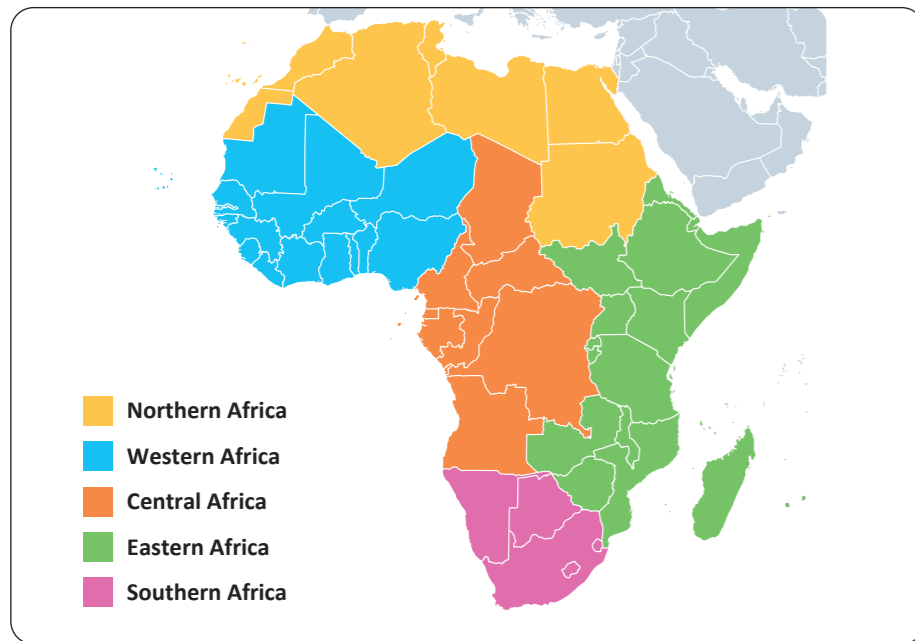 Northern Africa
Western Africa
Central Africa
Eastern Africa
Southern Africa